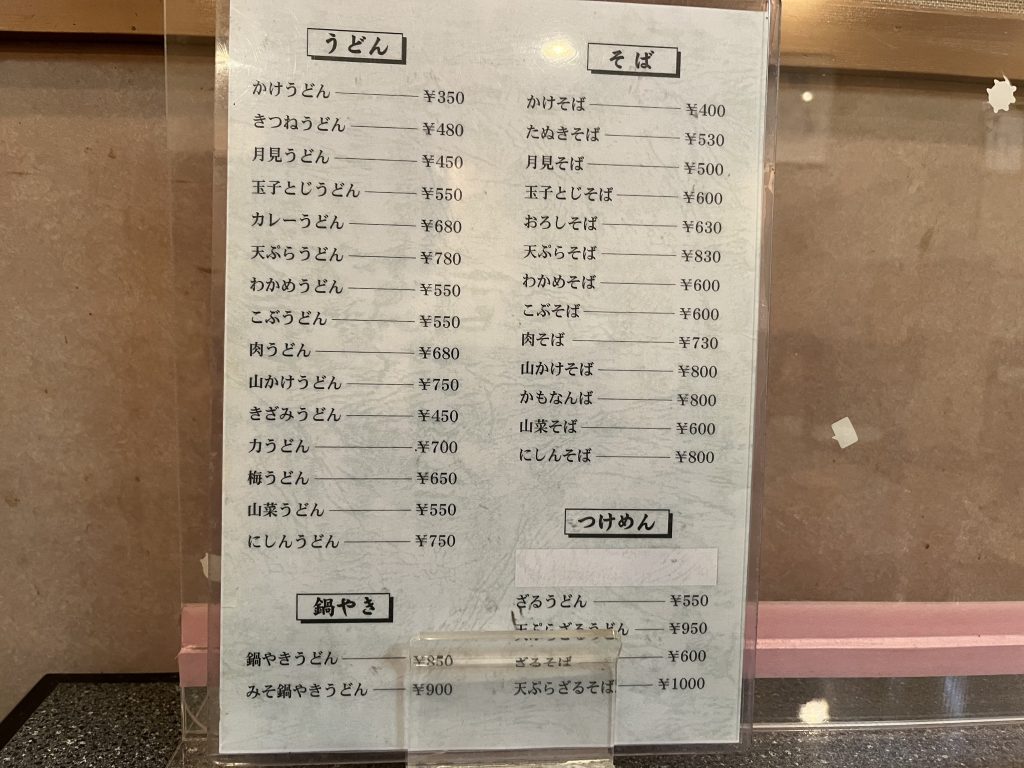 うどん
かけうどん ¥350
きつねうどん ¥480
月見うどん ¥450
玉子とじうどん ¥550
カレーうどん ¥680
天ぷらうどん ¥780
わかめうどん ¥550
こぶうどん ¥550
肉うどん ¥680
山かけうどん ¥750
きざみうどん ¥450
力うどん ¥700
梅うどん ¥650
山菜うどん ¥550
にしんうどん ¥750
鍋やき
鍋やきうどん ¥850
みそ鍋やきうどん ¥900
そば
かけそば ¥400
たぬきそば ¥530
月見そば ¥500
玉子とじそば ¥600
おろしそば ¥630
天ぷらそば ¥830
わかめそば ¥600
こぶそば ¥600
肉そば ¥730
山かけそば ¥800
かもなんば ¥800
山菜そば ¥600
にしんそば ¥800
つけめん
ざるうどん ¥550
天ぷらざるうどん ¥950
ざるそば ¥600
天ぷらざるそば ¥1000